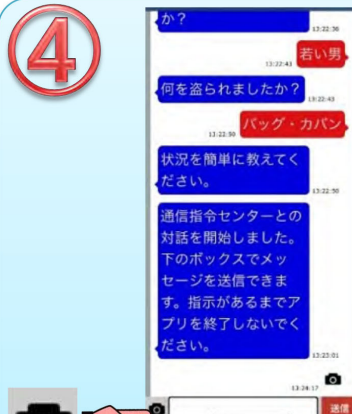 ④
か？
13:22:36
若い男
13:22:43
何を盗られましたか？
13:22:43
バッグ・カバン
13:22:50
状況を簡単に教えてく
ださい。
13:22:50
通信指令センターとの
対話を開始しました。
下のボックスでメッ
セージを送信できま
す。指示があるまでア
プリを終了しないでく
ださい。
13:23:01
13:24:17
送信